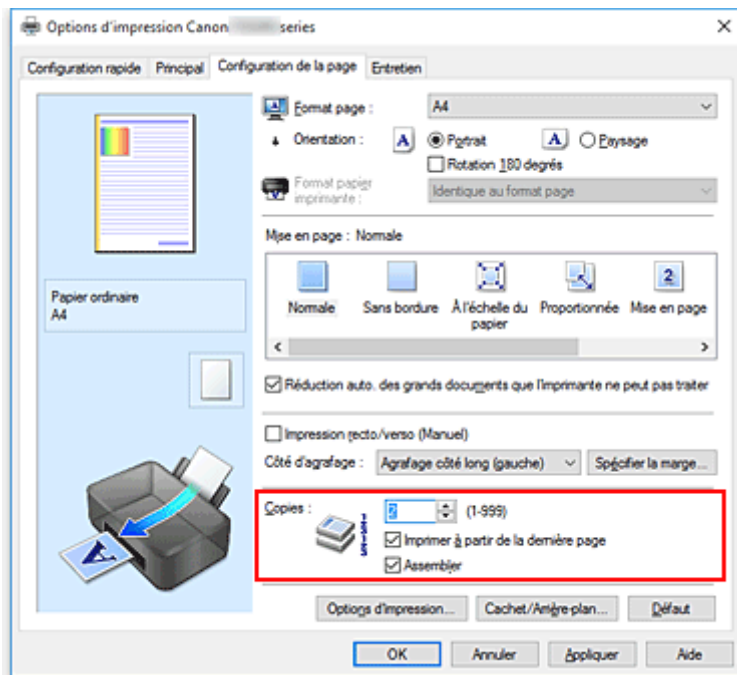 Options d'impression Canon series
Configuration rapide Principal Configuration de la page Entretien
Format page : A4
Orientation : A Portrait A Paysage
Rotation 180 degrés
Format papier
imprimante : Identique au format page
Mise en page : Normale
Normale Sans bordure À l'échelle du Proportionnée Mise en page
papier
Papier ordinaire
A4
Réduction auto. des grands documents que l'imprimante ne peut pas traiter
Impression recto/verso (Manuel)
Côté d'agrafage : Agrafage côté long (gauche) Spécifier la marge...
Copies : 2 (1-999)
Imprimer à partir de la dernière page
Assembler
Options d'impression... Cachet/Arrière-plan... Défaut
OK Annuler Appliquer Aide